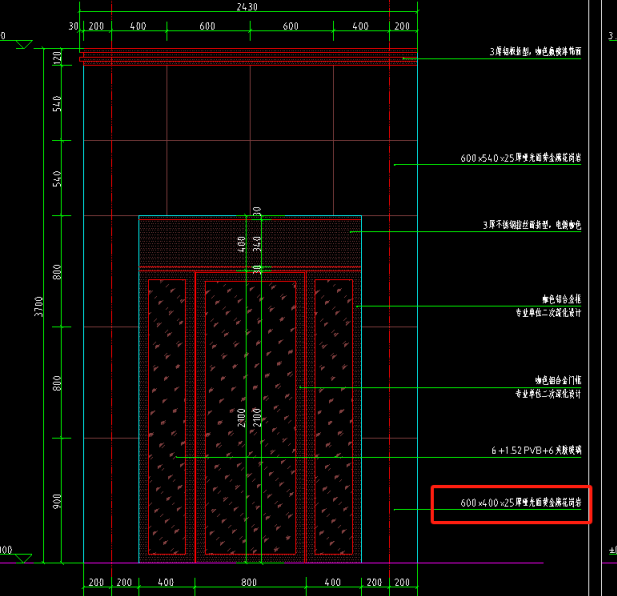 2430
30 200 400 600 600 400 200
3
120
3厚铝板折型，咖色氟碳漆饰面
540
600×540×25厚哑光面黄金麻花岗岩
540
30
3厚不锈钢拉丝面折型，电镀咖色
400 340
30
800
3700
咖色铝合金框
专业单位二次深化设计
800
咖色铝合金门框
专业单位二次深化设计
2400 2100
6+1.52PVB+6夹胶玻璃
900
600×400×25厚哑光面黄金麻花岗岩
200 200 400 800 400 200 200